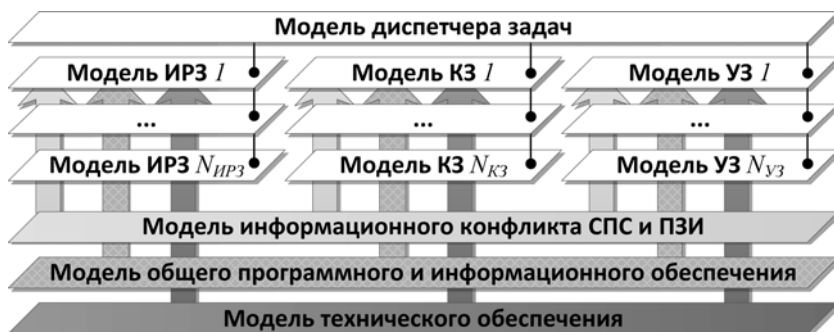 Модель диспетчера задач
Модель ИРЗ 1 Модель КЗ 1 Модель УЗ 1
... ... ...
Модель ИРЗ NИРЗ Модель КЗ NКЗ Модель УЗ NУЗ
Модель информационного конфликта СПС и ПЗИ
Модель общего программного и информационного обеспечения
Модель технического обеспечения